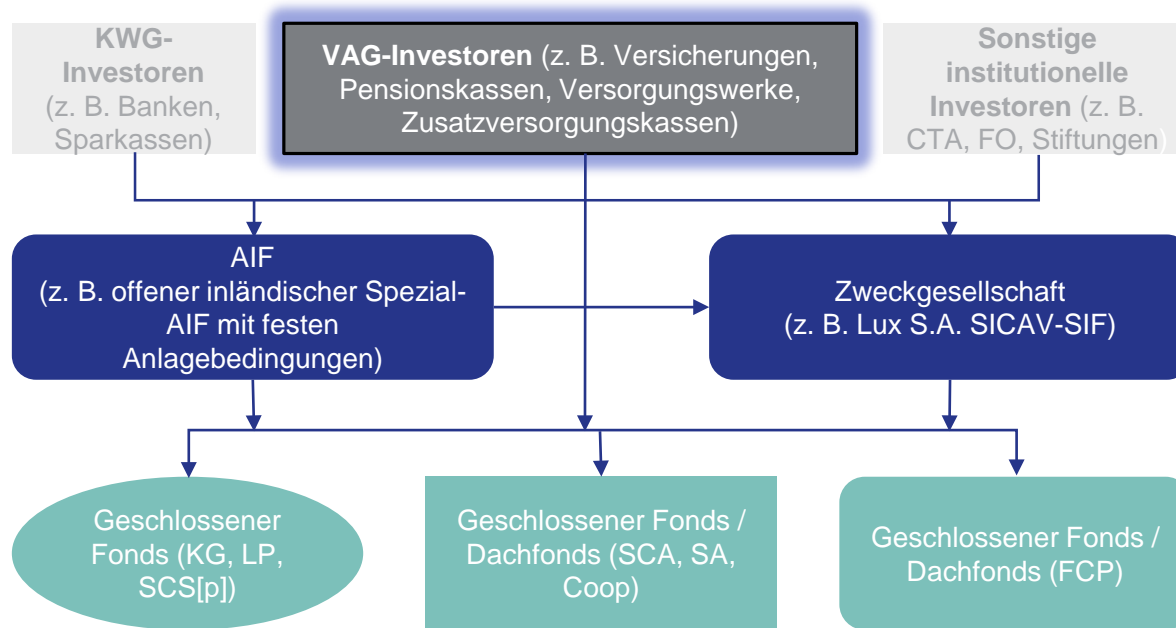 KWG-
Investoren
(z. B. Banken,
Sparkassen)
VAG-Investoren (z. B. Versicherungen,
Pensionskassen, Versorgungswerke,
Zusatzversorgungskassen)
Sonstige
institutionelle
Investoren (z. B.
CTA, FO, Stiftungen)
AIF
(z. B. offener inländischer Spezial-
AIF mit festen
Anlagebedingungen)
Zweckgesellschaft
(z. B. Lux S.A. SICAV-SIF)
Geschlossener
Fonds (KG, LP,
SCS[p])
Geschlossener Fonds /
Dachfonds (SCA, SA,
Coop)
Geschlossener Fonds /
Dachfonds (FCP)